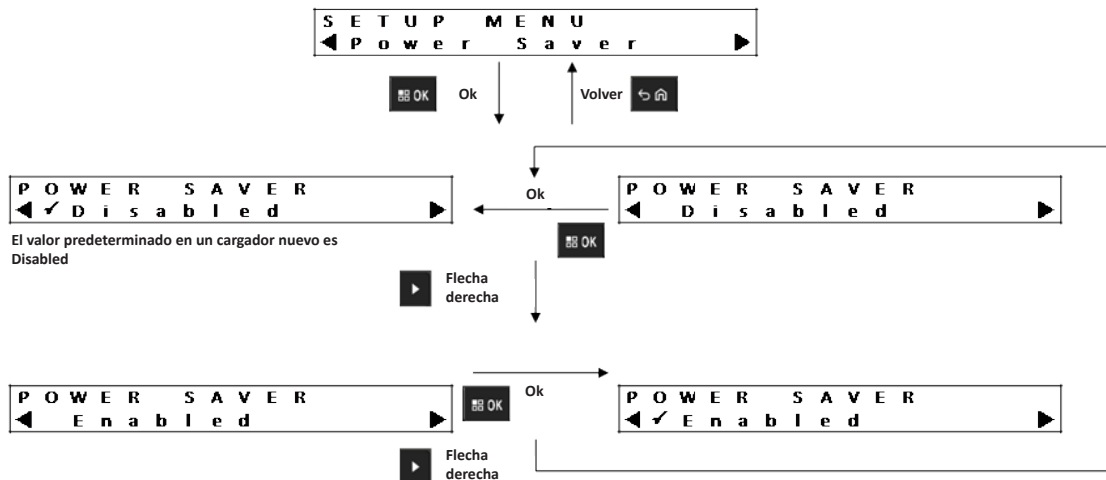 SETUP MENU
Power Saver
OK
Ok
Volver
Ok
POWER SAVER
✓ Disabled
POWER SAVER
Disabled
El valor predeterminado en un cargador nuevo es
Disabled
OK
Flecha
derecha
POWER SAVER
Enabled
OK
Ok
POWER SAVER
✓ Enabled
Flecha
derecha